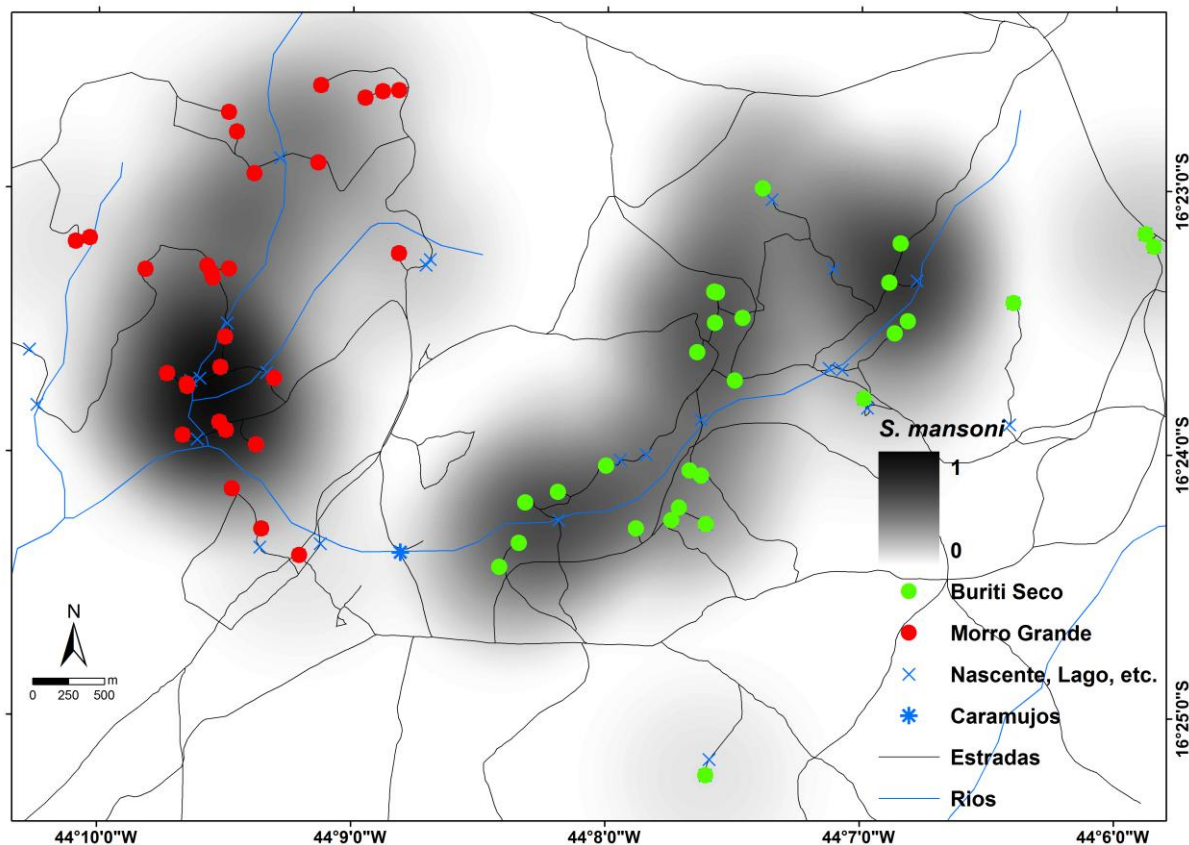 16°23'0"S
16°24'0"S
16°25'0"S
S. mansoni
1
0
Buriti Seco
Morro Grande
Nascente, Lago, etc.
Caramujos
Estradas
Rios
N
0 250 500 m
44°10'0"W 44°9'0"W 44°8'0"W 44°7'0"W 44°6'0"W